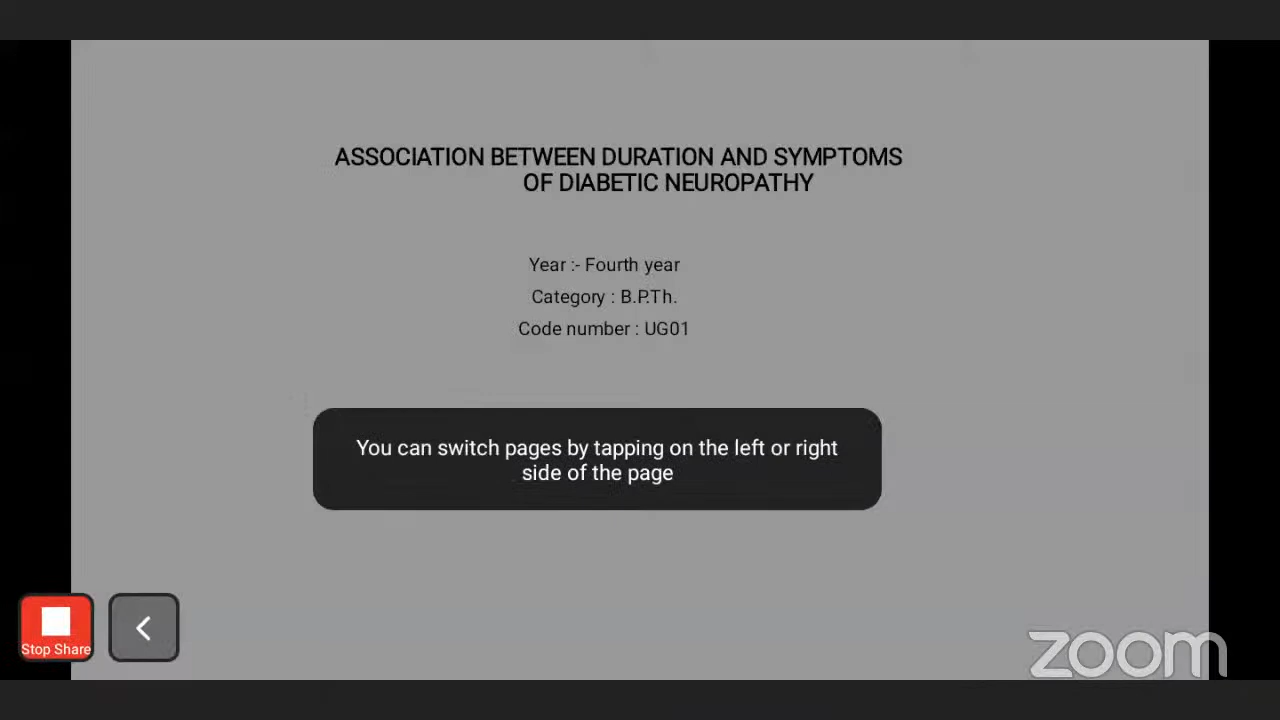 ASSOCIATION BETWEEN DURATION AND SYMPTOMS
OF DIABETIC NEUROPATHY
Year :- Fourth year
Category : B.P.Th.
Code number : UG01
You can switch pages by tapping on the left or right
side of the page
Stop Share
zoom